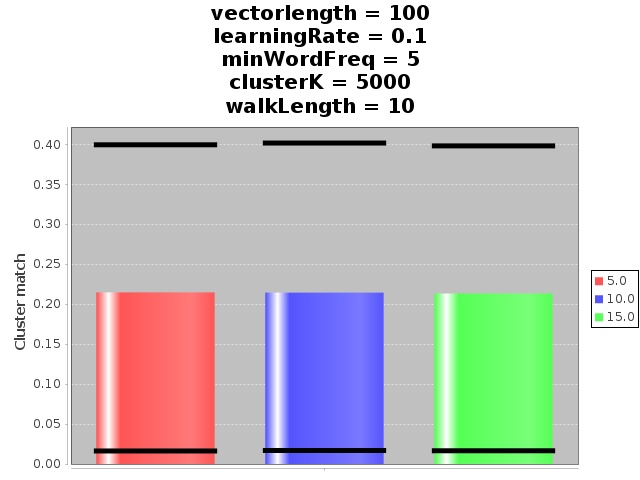 vectorlength = 100
learningRate = 0.1
minWordFreq = 5
clusterK = 5000
walkLength = 10
0.40
0.35
0.30
0.25
0.20
0.15
0.10
0.05
0.00
Cluster match
5.0
10.0
15.0